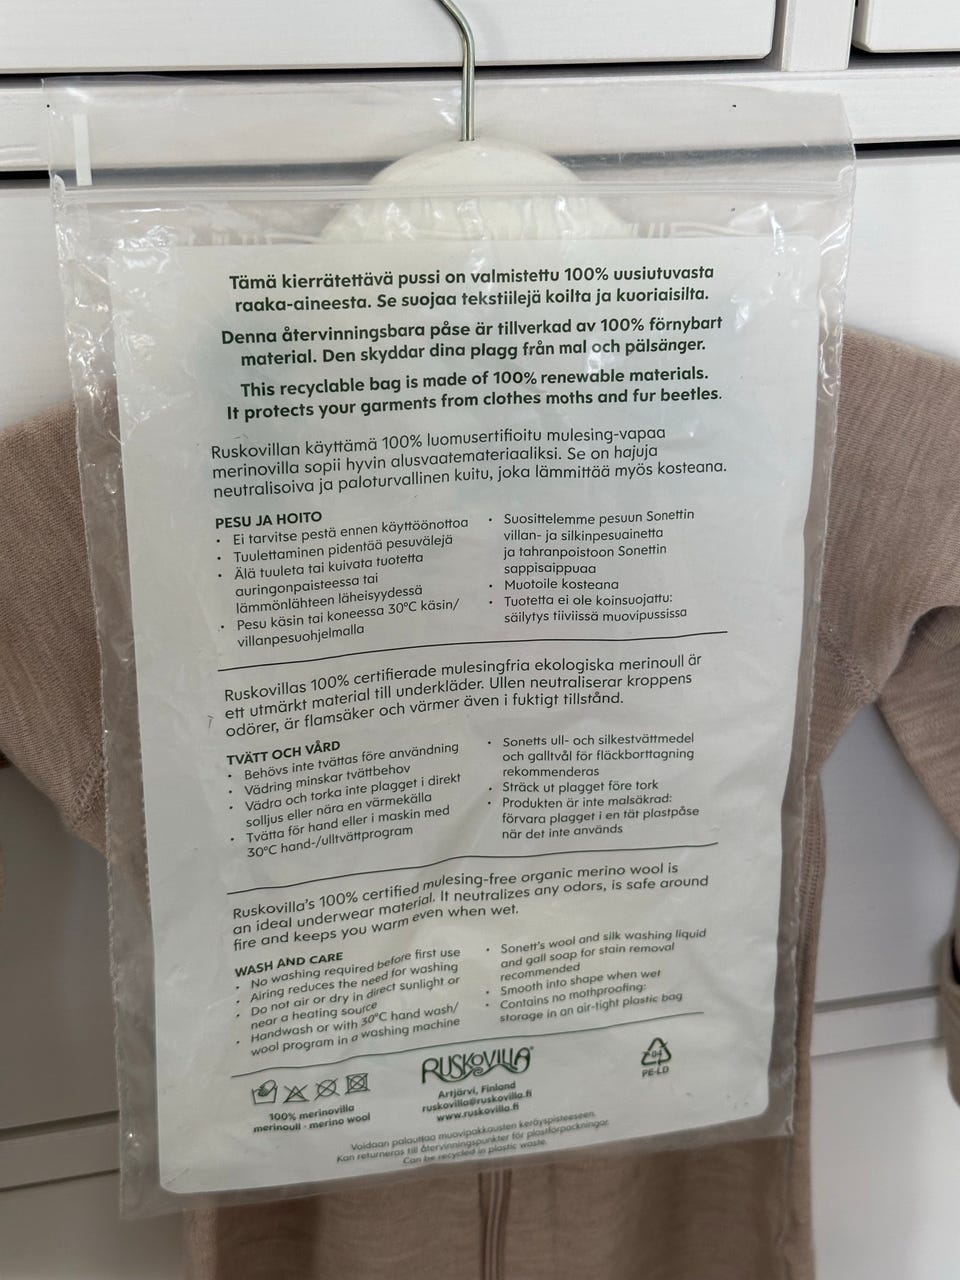 Tämä kierrätettävä pussi on valmistettu 100% uusiutuvasta
raaka-aineesta. Se suojaa tekstiilejä koilta ja kuoriaisilta.
Denna återvinningsbara påse är tillverkad av 100% förnybart
material. Den skyddar dina plagg från mal och pälsänger.
This recyclable bag is made of 100% renewable materials.
It protects your garments from clothes moths and fur beetles.
Ruskovillan käyttämä 100% luomusertifioitu mulesing-vapaa
merinovilla sopii hyvin alusvaatemateriaaliksi. Se on hajuja
neutralisoiva ja paloturvallinen kuitu, joka lämmittää myös kosteana.
PESU JA HOITO
• Ei tarvitse pestä ennen käyttöönottoa
• Tuulettaminen pidentää pesuvälejä
• Älä tuuleta tai kuivata tuotetta
auringonpaisteessa tai
lämmönlähteen läheisyydessä
• Pesu käsin tai koneessa 30°C käsin/
villanpesuohjelmalla
• Suosittelemme pesuun Sonettin
villan- ja silkinpesuainetta
ja tahranpoistoon Sonettin
sappisaippuaa
• Muotoile kosteana
• Tuotetta ei ole koinsuojattu:
säilytys tiiviissä muovipussissa
Ruskovillas 100% certifierade mulesingfria ekologiska merinoull är
ett utmärkt material till underkläder. Ullen neutraliserar kroppens
odörer, är flamsäker och värmer även i fuktigt tillstånd.
TVÄTT OCH VÅRD
• Behövs inte tvättas före användning
• Vädring minskar tvättbehov
• Vädra och torka inte plagget i direkt
solljus eller nära en värmekälla
• Tvätta för hand eller i maskin med
30°C hand-/ulltvättprogram
• Sonetts ull- och silkestvättmedel
och galltvål för fläckborttagning
rekommenderas
• Sträck ut plagget före tork
• Produkten är inte malsäkrad:
förvara plagget i en tät plastpåse
när det inte används
Ruskovilla's 100% certified mulesing-free organic merino wool is
an ideal underwear material. It neutralizes any odors, is safe around
fire and keeps you warm even when wet.
WASH AND CARE
• No washing required before first use
• Airing reduces the need for washing
• Do not air or dry in direct sunlight or
near a heating source
• Handwash or with 30°C hand wash/
wool program in a washing machine
• Sonett's wool and silk washing liquid
and gall soap for stain removal
recommended
• Smooth into shape when wet
• Contains no mothproofing:
storage in an air-tight plastic bag
100% merinovilla
merinoull - merino wool
RUSKOVILLA®
Artjärvi, Finland
ruskovilla@ruskovilla.fi
www.ruskovilla.fi
04
PE-LD
Voidaan palauttaa muovipakkausten keräyspisteeseen.
Kan returneras till återvinningspunkter för plastförpackningar.
Can be recycled in plastic waste.